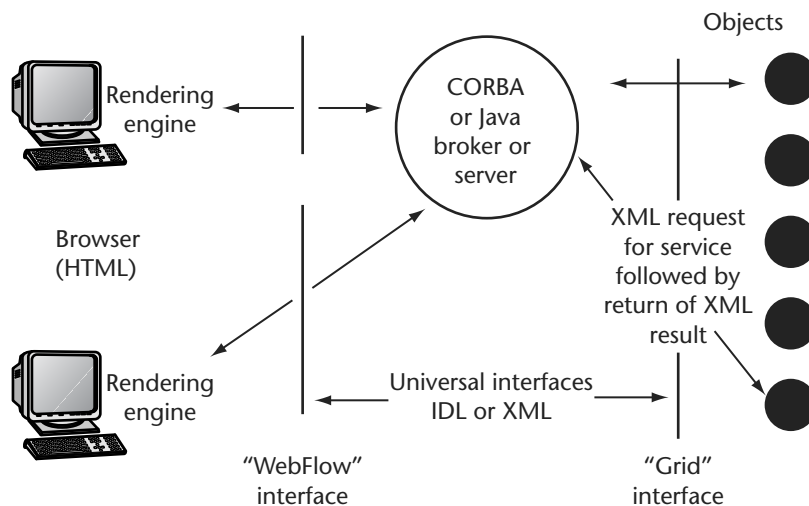 Objects
Rendering
engine
CORBA
or Java
broker or
server
Browser
(HTML)
XML request
for service
followed by
return of XML
result
Rendering
engine
Universal interfaces
IDL or XML
“WebFlow”
interface
“Grid”
interface